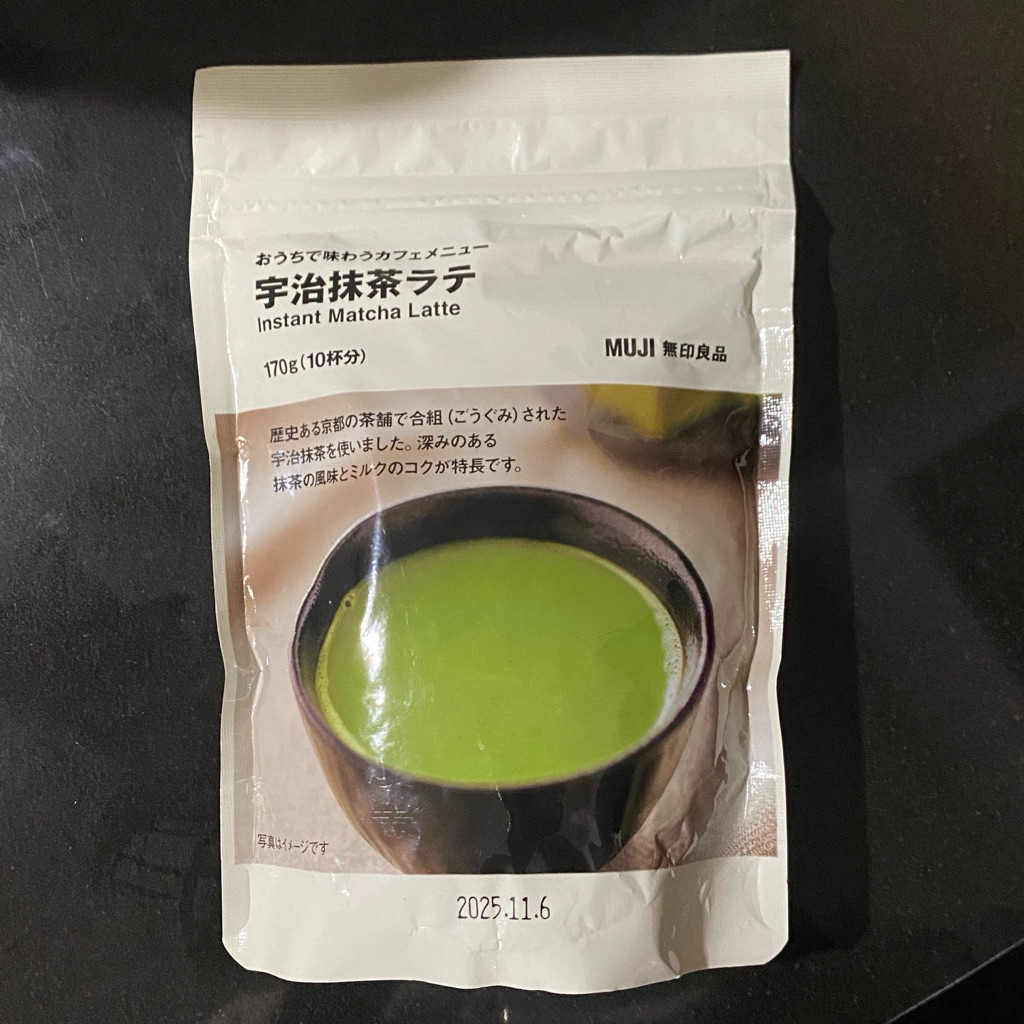 おうちで味わうカフェメニュー
宇治抹茶ラテ
Instant Matcha Latte
170g(10杯分)
MUJI 無印良品
歴史ある京都の茶舗で合組(ごうぐみ)された
宇治抹茶を使いました。深みのある
抹茶の風味とミルクのコクが特長です。
写真はイメージです
2025.11.6